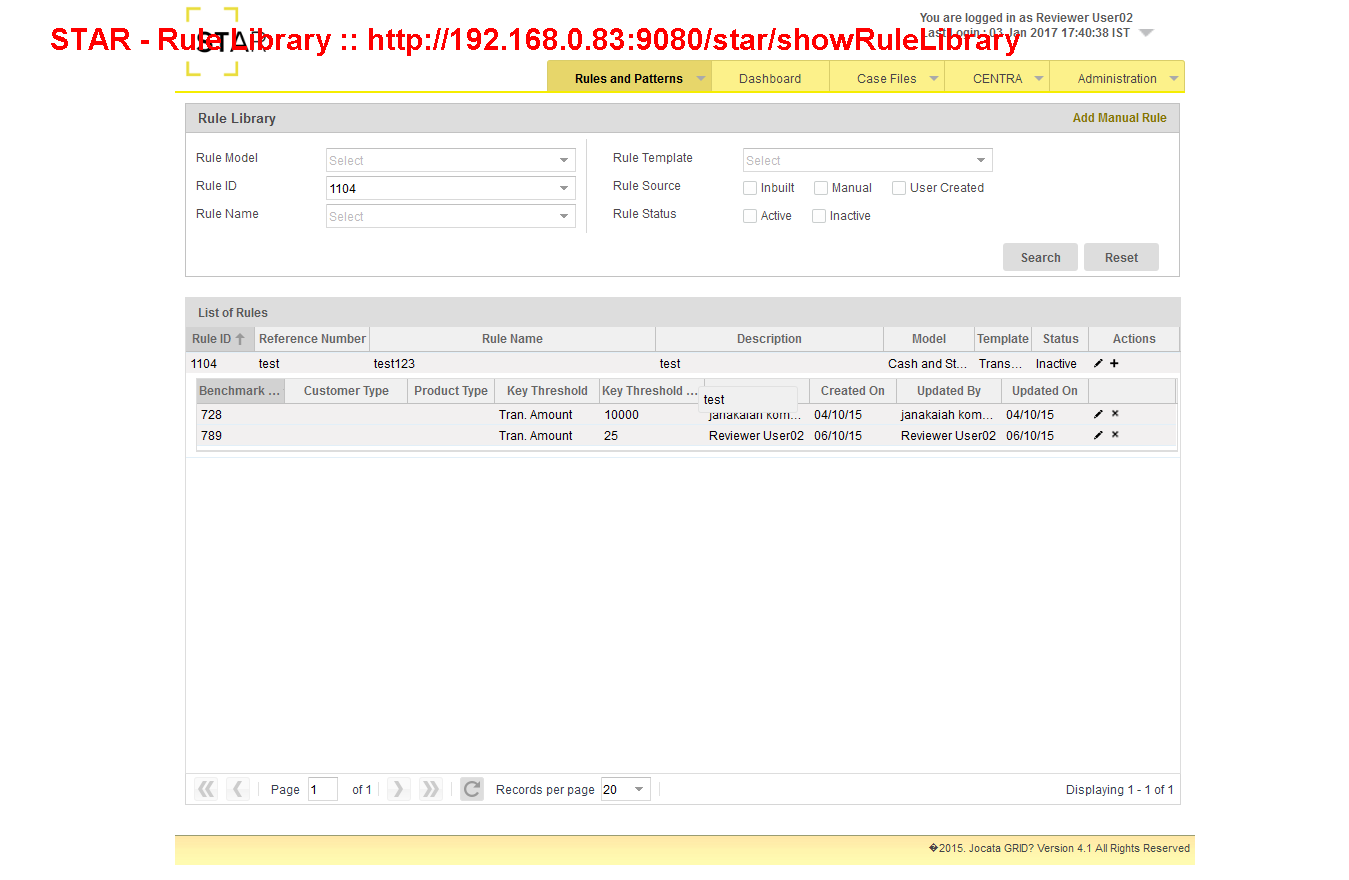 You are logged in as Reviewer User02
STAR - Rule Library :: http://192.168.0.83:9080/star/showRuleLibrary
STAR
Last Login : 03 Jan 2017 17:40:38 IST
Rules and Patterns Dashboard Case Files CENTRA Administration
Rule Library Add Manual Rule
Rule Model Select Rule Template Select
Rule ID 1104 Rule Source Inbuilt Manual User Created
Rule Name Select Rule Status Active Inactive
Search Reset
List of Rules
Rule ID Reference Number Rule Name Description Model Template Status Actions
1104 test test123 test Cash and St... Trans... Inactive
Benchmark ... Customer Type Product Type Key Threshold Key Threshold ... Created On Updated By Updated On
test
728 Tran. Amount 10000 janakaiah kom... 04/10/15 janakaiah kom... 04/10/15
789 Tran. Amount 25 Reviewer User02 06/10/15 Reviewer User02 06/10/15
Page 1 of 1 Records per page 20 Displaying 1 - 1 of 1
�2015. Jocata GRID? Version 4.1 All Rights Reserved